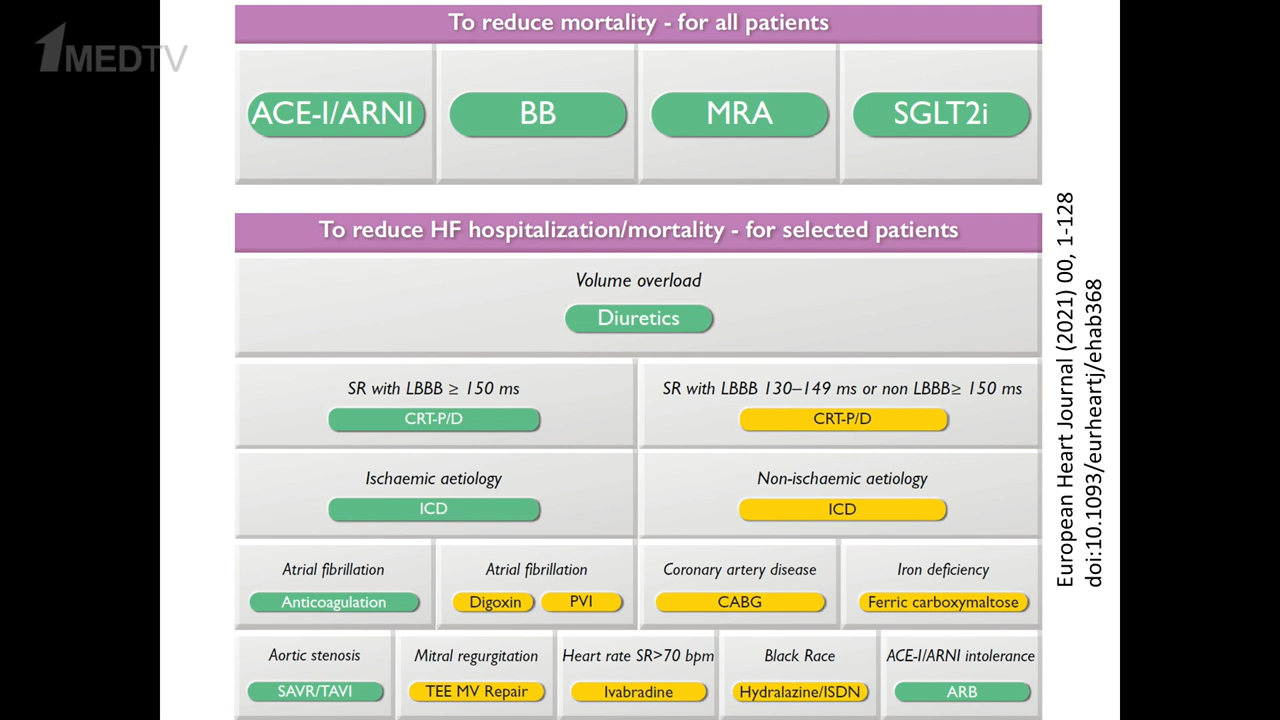 1MEDTV
To reduce mortality - for all patients
ACE-I/ARNI
BB
MRA
SGLT2i
To reduce HF hospitalization/mortality - for selected patients
Volume overload
Diuretics
SR with LBBB ≥ 150 ms
SR with LBBB 130–149 ms or non LBBB≥ 150 ms
CRT-P/D
CRT-P/D
Ischaemic aetiology
Non-ischaemic aetiology
ICD
ICD
Atrial fibrillation
Atrial fibrillation
Coronary artery disease
Iron deficiency
Anticoagulation
Digoxin
PVI
CABG
Ferric carboxymaltose
Aortic stenosis
Mitral regurgitation
Heart rate SR>70 bpm
Black Race
ACE-I/ARNI intolerance
SAVR/TAVI
TEE MV Repair
Ivabradine
Hydralazine/ISDN
ARB
European Heart Journal (2021) 00, 1-128
doi:10.1093/eurheartj/ehab368